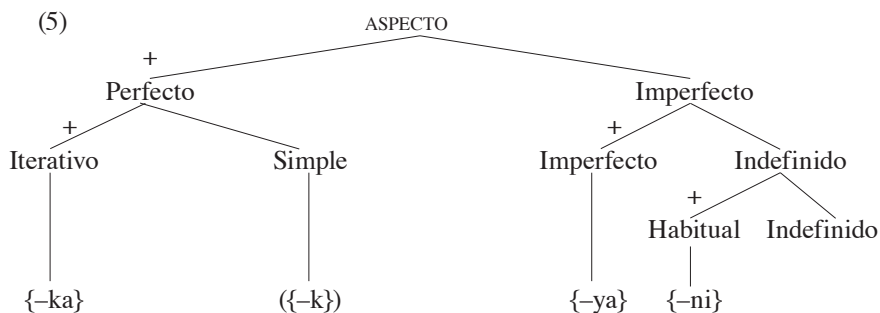 (5) ASPECTO
+
Perfecto Imperfecto
+ +
Iterativo Simple Imperfecto Indefinido
+
Habitual Indefinido
{–ka} ({–k}) {–ya} {–ni}